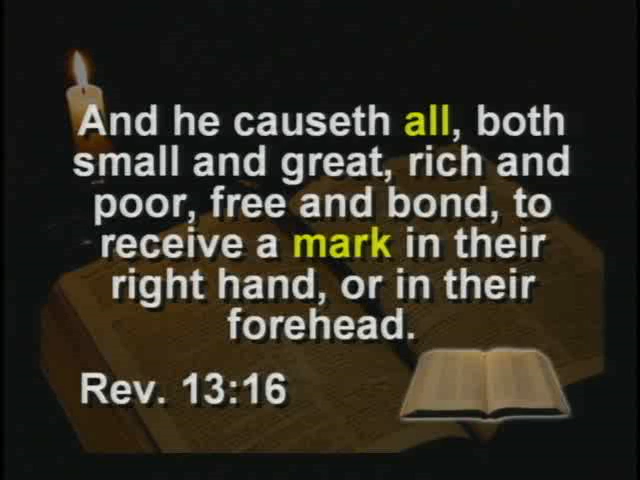 And he causeth all, both
small and great, rich and
poor, free and bond, to
receive a mark in their
right hand, or in their
forehead.
Rev. 13:16